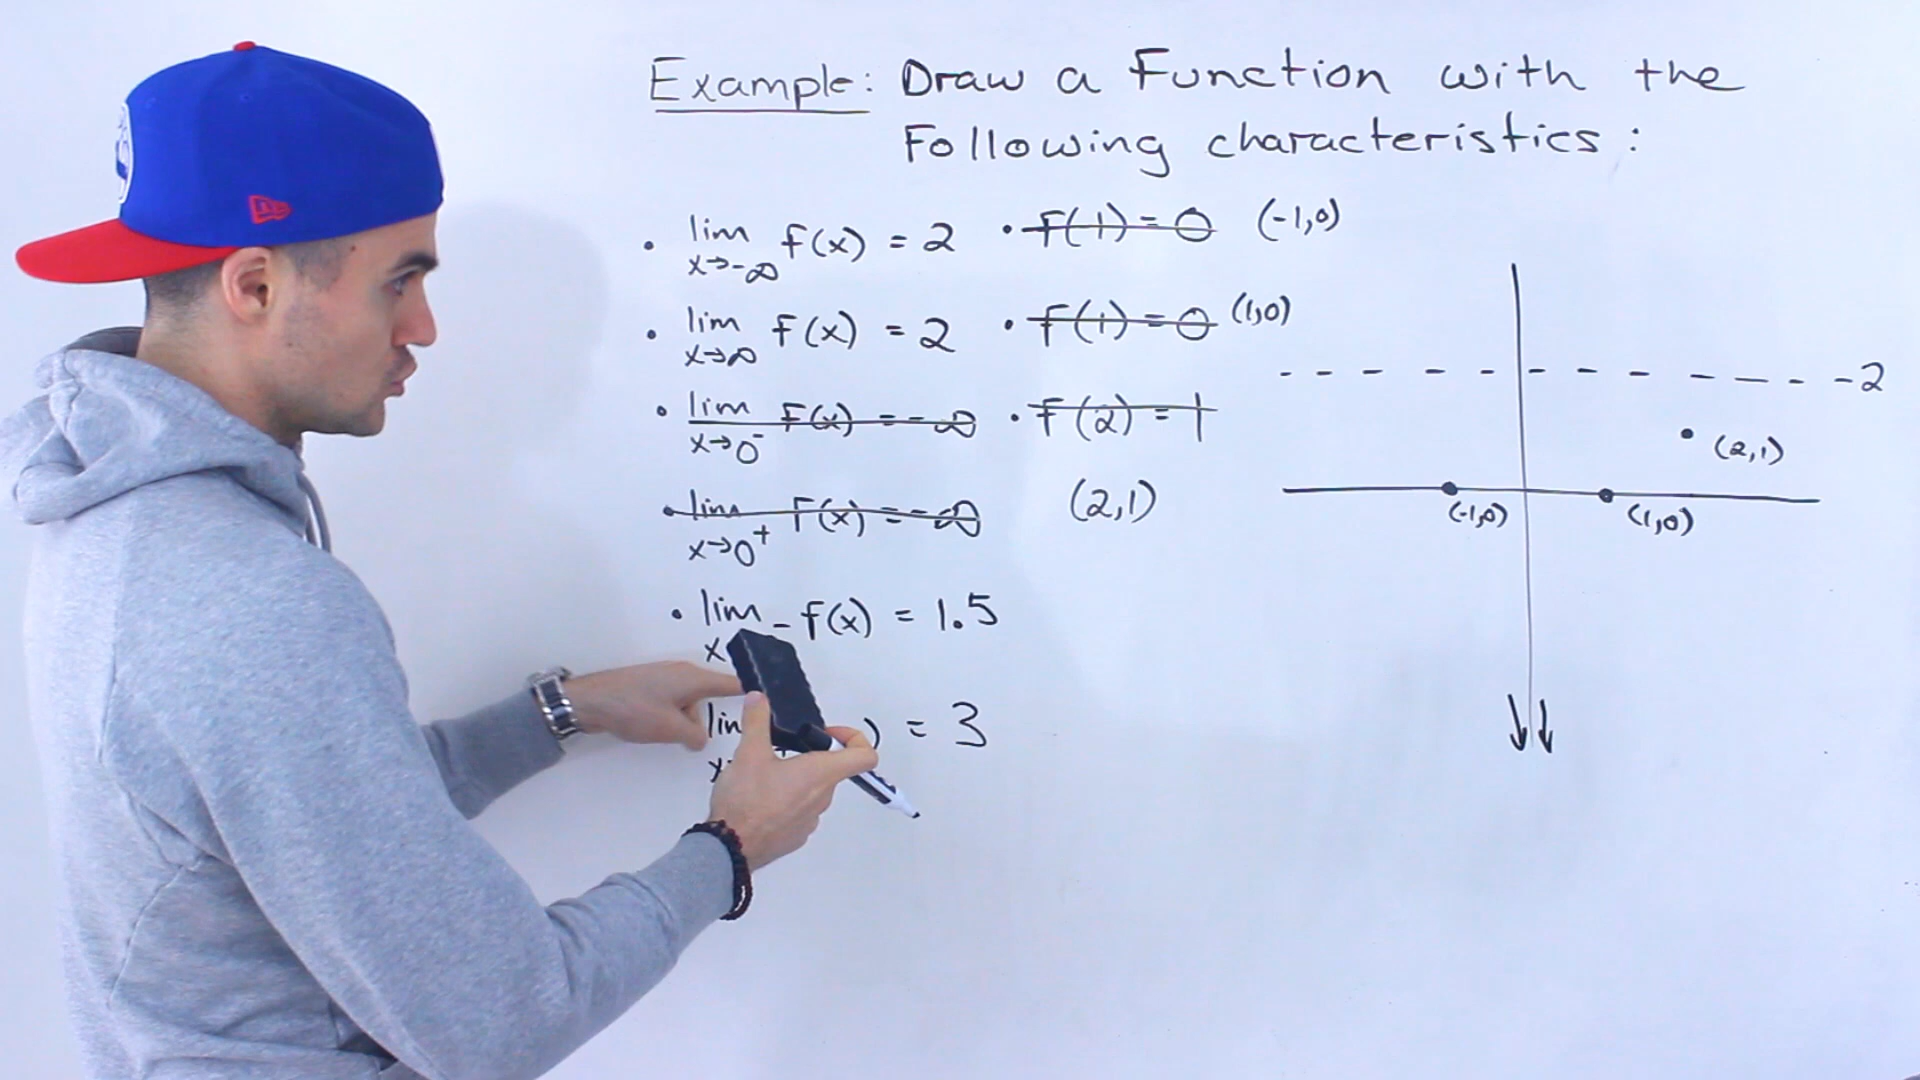 Example: Draw a Function with the
Following characteristics:
• lim f(x) = 2
x→-∞
• lim f(x) = 2
x→∞
• lim f(x) = -∞
x→0⁻
• lim f(x) = -∞
x→0⁺
• lim - f(x) = 1.5
x
lim ) = 3
x
• f(1) = 0 (-1,0)
• f(1) = 0 (1,0)
• f(2) = 1
(2,1)
-2
(2,1)
(-1,0)
(1,0)